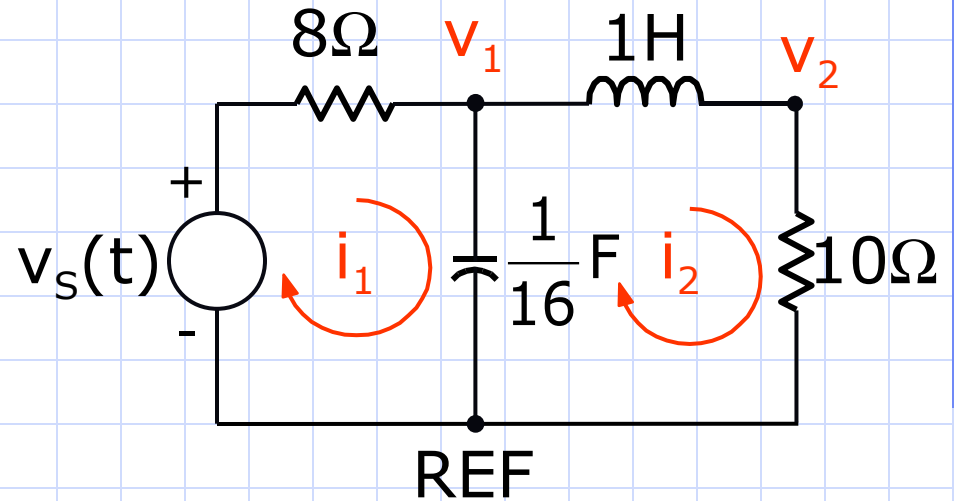 8Ω
v₁
1H
v₂
+
vₛ(t)
-
i₁
1
16
F
i₂
10Ω
REF